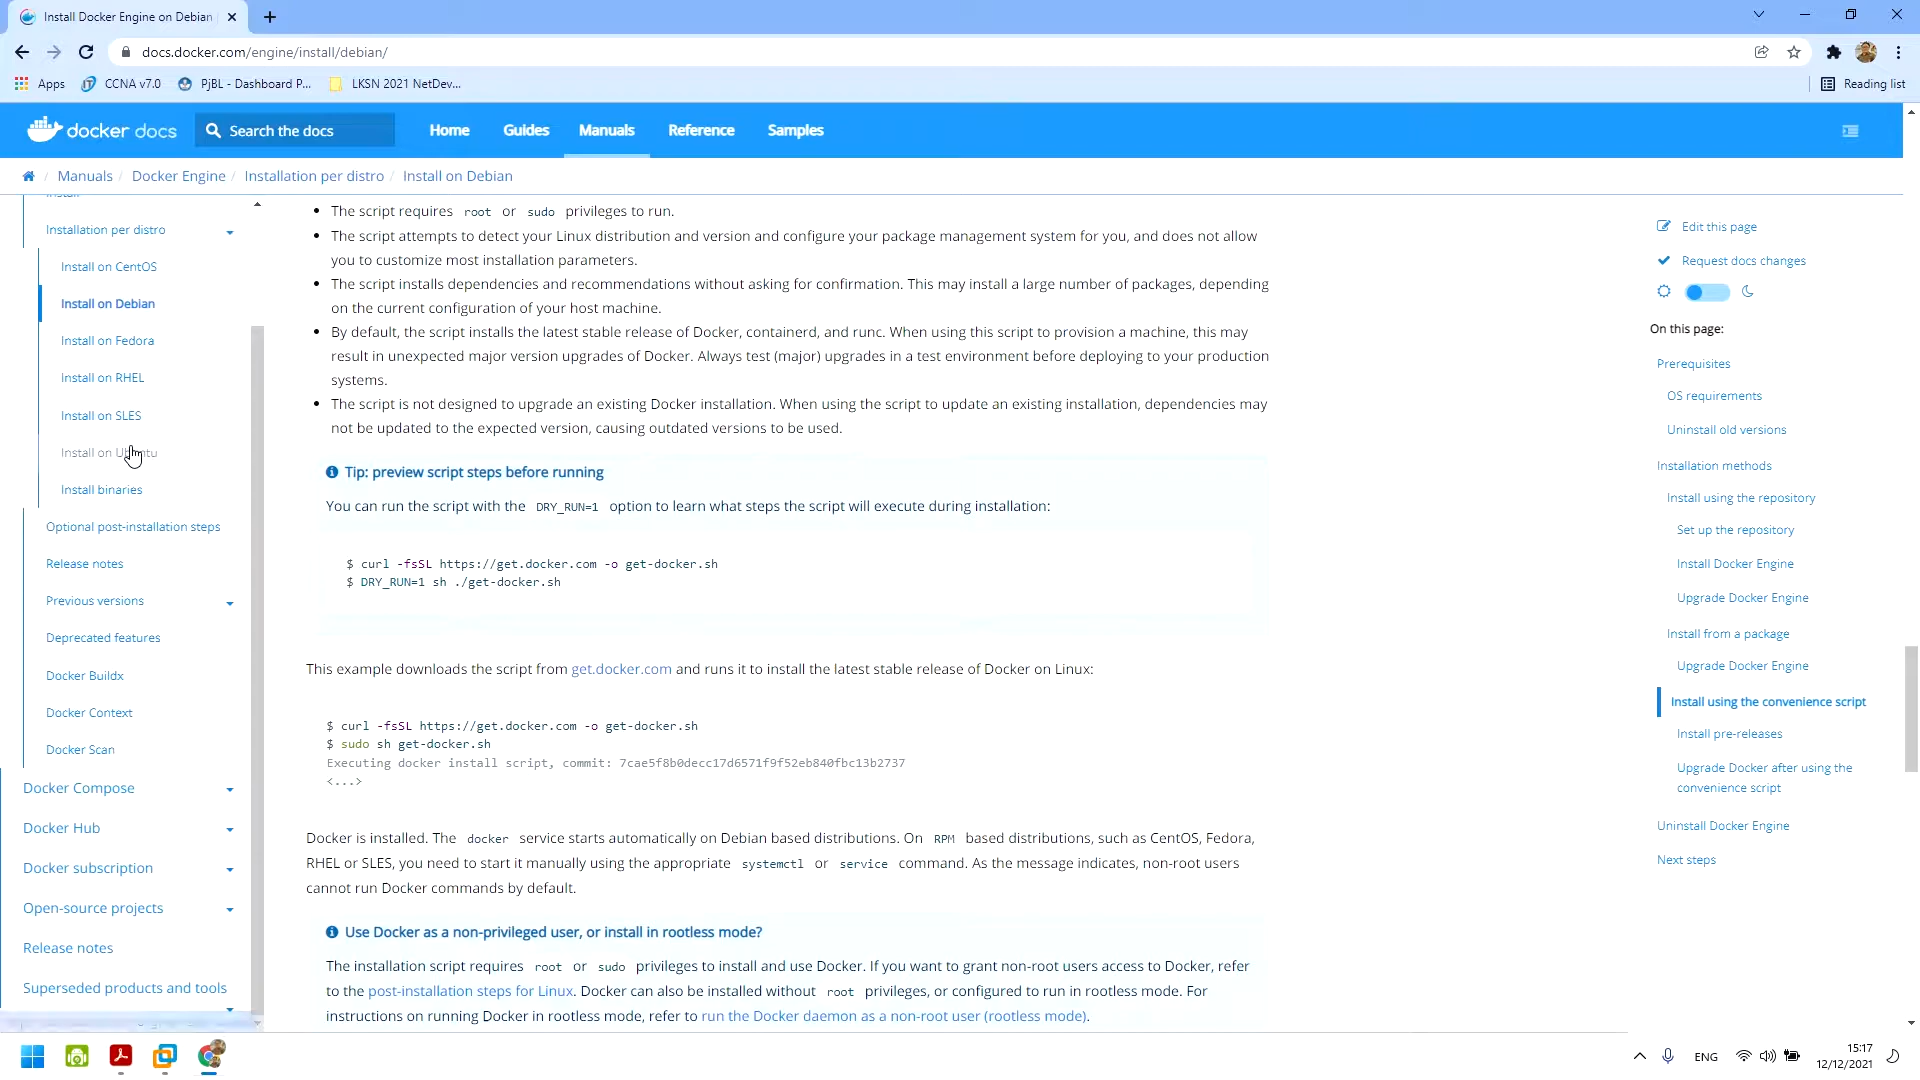 Install Docker Engine on Debian
docs.docker.com/engine/install/debian/
Apps
CCNA v7.0
PjBL - Dashboard P...
LKSN 2021 NetDev...
Reading list
docker docs
Search the docs
Home
Guides
Manuals
Reference
Samples
Manuals / Docker Engine / Installation per distro / Install on Debian
Install
Installation per distro
Install on CentOS
Install on Debian
Install on Fedora
Install on RHEL
Install on SLES
Install on Ubuntu
Install binaries
Optional post-installation steps
Release notes
Previous versions
Deprecated features
Docker Buildx
Docker Context
Docker Scan
Docker Compose
Docker Hub
Docker subscription
Open-source projects
Release notes
Superseded products and tools
• The script requires root or sudo privileges to run.
• The script attempts to detect your Linux distribution and version and configure your package management system for you, and does not allow
you to customize most installation parameters.
• The script installs dependencies and recommendations without asking for confirmation. This may install a large number of packages, depending
on the current configuration of your host machine.
• By default, the script installs the latest stable release of Docker, containerd, and runc. When using this script to provision a machine, this may
result in unexpected major version upgrades of Docker. Always test (major) upgrades in a test environment before deploying to your production
systems.
• The script is not designed to upgrade an existing Docker installation. When using the script to update an existing installation, dependencies may
not be updated to the expected version, causing outdated versions to be used.
Tip: preview script steps before running
You can run the script with the DRY_RUN=1 option to learn what steps the script will execute during installation:
$ curl -fsSL https://get.docker.com -o get-docker.sh
$ DRY_RUN=1 sh ./get-docker.sh
This example downloads the script from get.docker.com and runs it to install the latest stable release of Docker on Linux:
$ curl -fsSL https://get.docker.com -o get-docker.sh
$ sudo sh get-docker.sh
Executing docker install script, commit: 7cae5f8b0decc17d6571f9f52eb840fbc13b2737
<...>
Docker is installed. The docker service starts automatically on Debian based distributions. On RPM based distributions, such as CentOS, Fedora,
RHEL or SLES, you need to start it manually using the appropriate systemctl or service command. As the message indicates, non-root users
cannot run Docker commands by default.
Use Docker as a non-privileged user, or install in rootless mode?
The installation script requires root or sudo privileges to install and use Docker. If you want to grant non-root users access to Docker, refer
to the post-installation steps for Linux. Docker can also be installed without root privileges, or configured to run in rootless mode. For
instructions on running Docker in rootless mode, refer to run the Docker daemon as a non-root user (rootless mode).
Edit this page
Request docs changes
On this page:
Prerequisites
OS requirements
Uninstall old versions
Installation methods
Install using the repository
Set up the repository
Install Docker Engine
Upgrade Docker Engine
Install from a package
Upgrade Docker Engine
Install using the convenience script
Install pre-releases
Upgrade Docker after using the
convenience script
Uninstall Docker Engine
Next steps
ENG
15:17
12/12/2021